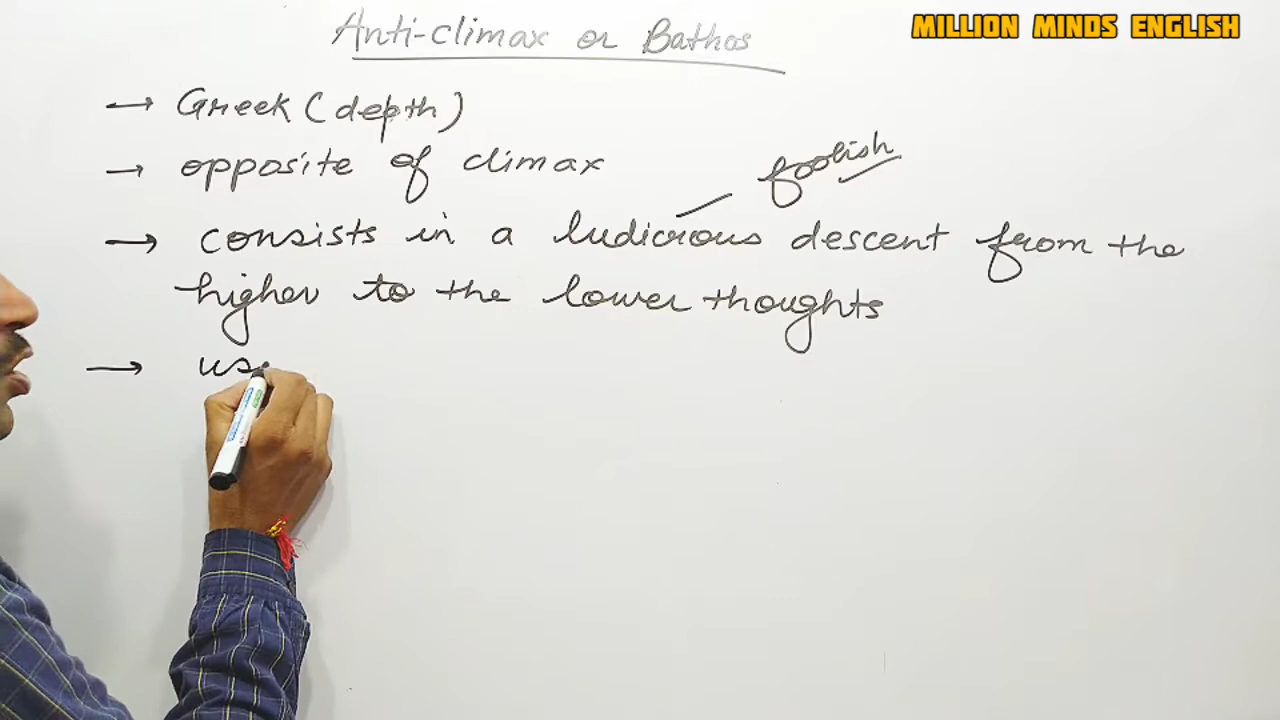 MILLION MINDS ENGLISH
Anti-climax or Bathos
→ Greek (depth)
→ opposite of climax
foolish
→ consists in a ludicrous descent from the
higher to the lower thoughts
→ us